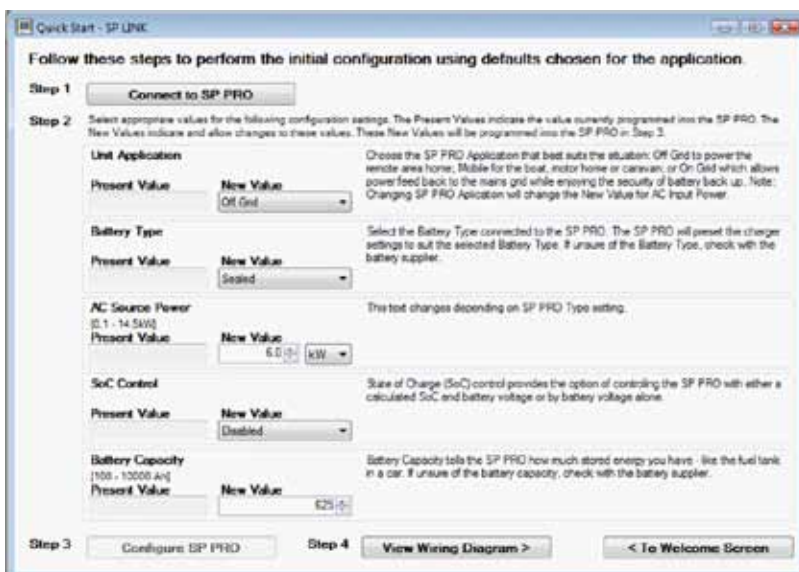 Quick Start - SP LINK
Follow these steps to perform the initial configuration using defaults chosen for the application.
Step 1
Connect to SP PRO
Step 2
Select appropriate values for the following configuration settings. The Present Values indicate the value currently programmed into the SP PRO. The
New Values indicate and allow changes to these values. These New Values will be programmed into the SP PRO in Step 3.
Unit Application
Present Value
New Value
Off Grid
Choose the SP PRO Application that best suits the situation: Off Grid to power the
remote area home; Mobile for the boat, motor home or caravan; or On Grid which allows
power feed back to the mains grid while enjoying the security of battery back up. Note:
Changing SP PRO Aplication will change the New Value for AC Input Power.
Battery Type
Present Value
New Value
Sealed
Select the Battery Type connected to the SP PRO. The SP PRO will preset the charger
settings to suit the selected Battery Type. If unsure of the Battery Type, check with the
battery supplier.
AC Source Power
[0.1 - 14.5kW]
Present Value
New Value
6.0
kW
This text changes depending on SP PRO Type setting.
SoC Control
Present Value
New Value
Disabled
State of Charge (SoC) control provides the option of controlling the SP PRO with either a
calculated SoC and battery voltage or by battery voltage alone.
Battery Capacity
[100 - 10000 Ah]
Present Value
New Value
625
Battery Capacity tells the SP PRO how much stored energy you have - like the fuel tank
in a car. If unsure of the battery capacity, check with the battery supplier.
Step 3
Configure SP PRO
Step 4
View Wiring Diagram >
< To Welcome Screen